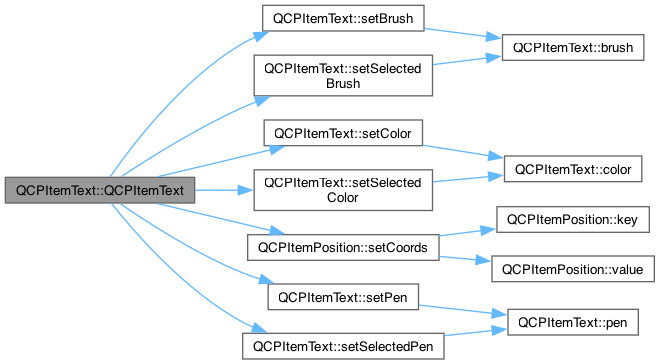 QCPItemText::QCPItemText
QCPItemText::setBrush
QCPItemText::setSelected
Brush
QCPItemText::setColor
QCPItemText::setSelected
Color
QCPItemPosition::setCoords
QCPItemText::setPen
QCPItemText::setSelectedPen
QCPItemText::brush
QCPItemText::color
QCPItemPosition::key
QCPItemPosition::value
QCPItemText::pen